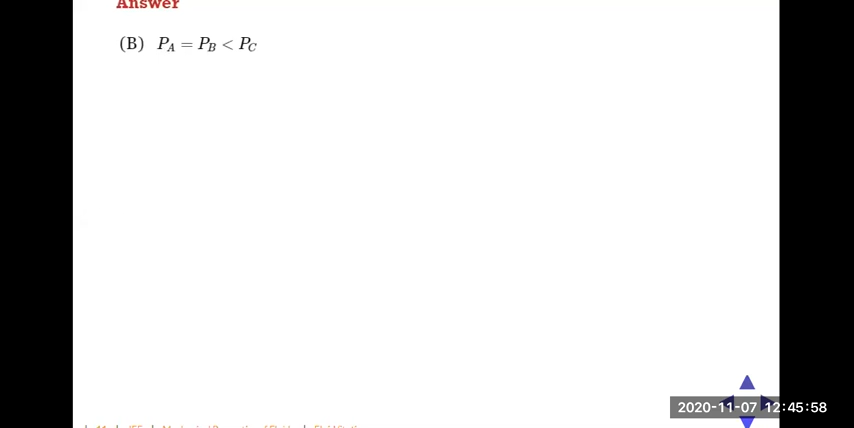 Answer
(B) P_A = P_B < P_C
2020-11-07 12:45:58